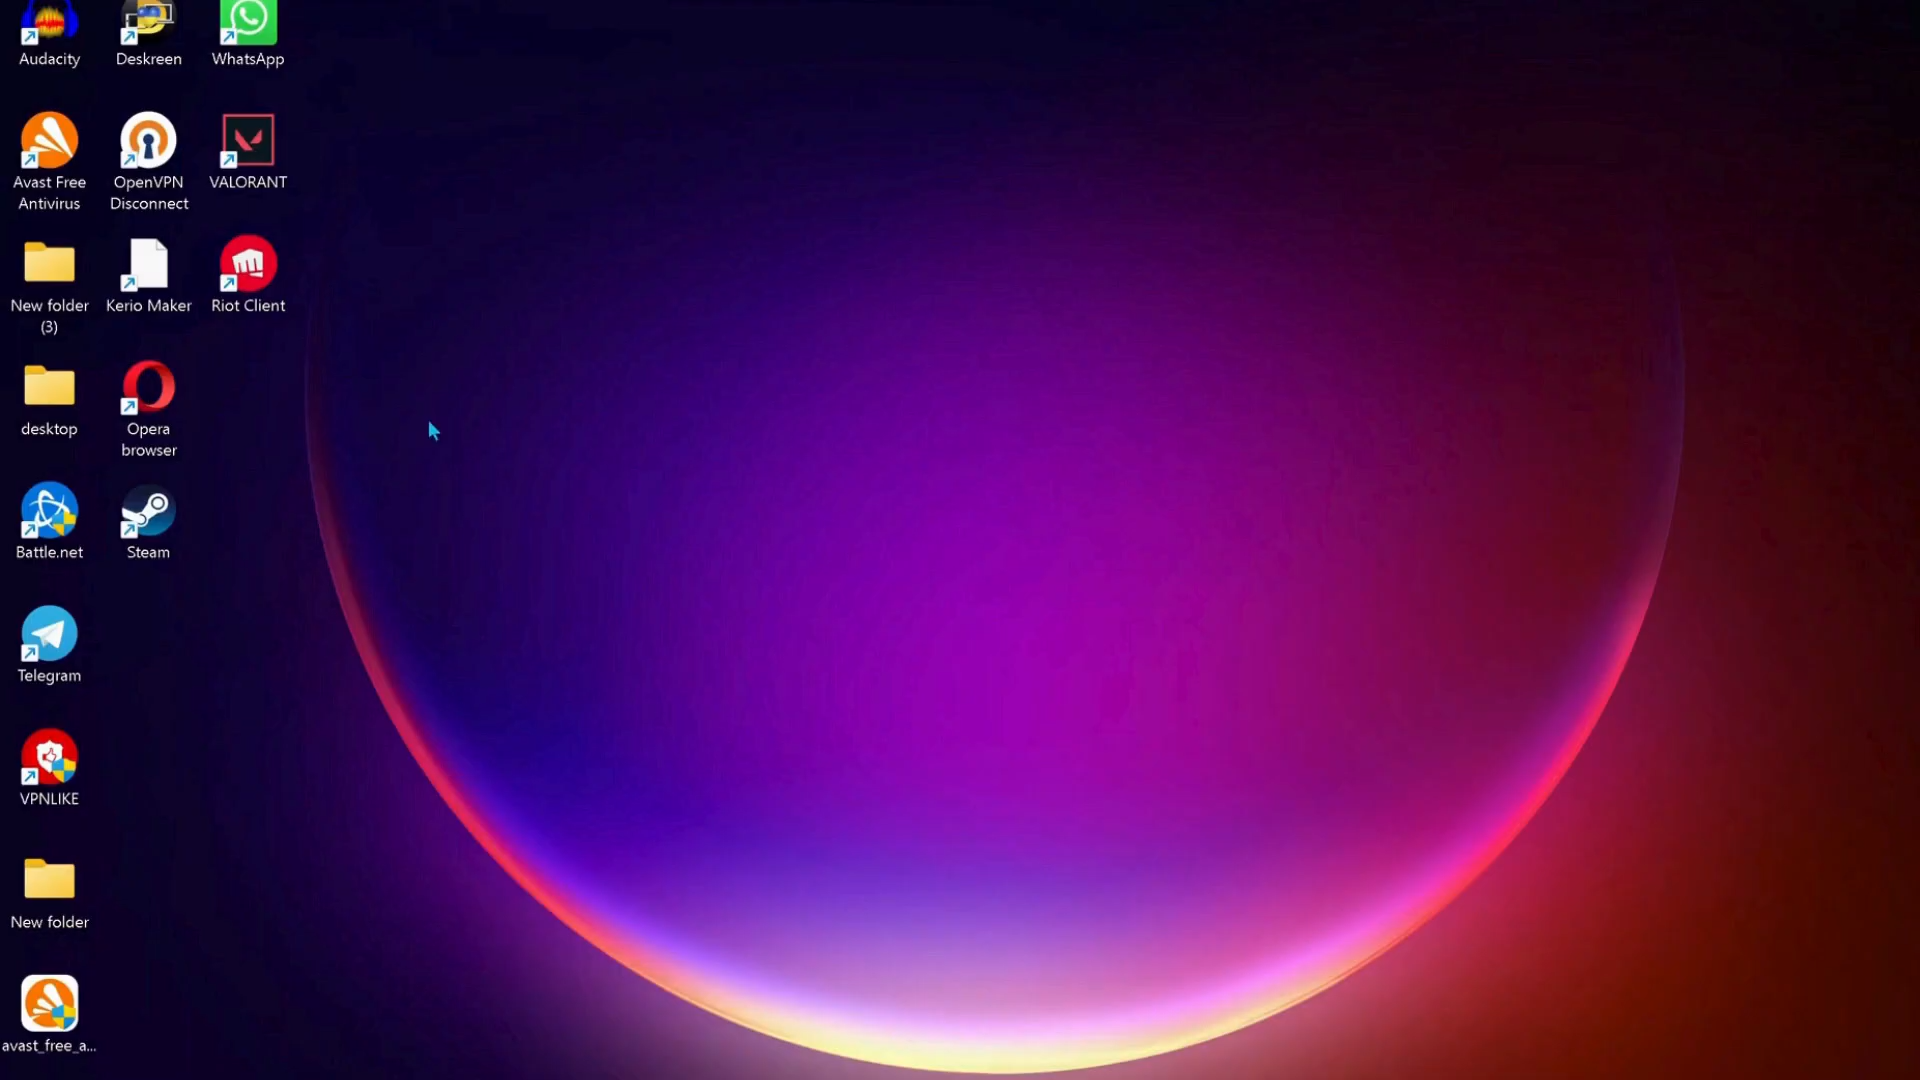 Audacity
Deskreen
WhatsApp
Avast Free
Antivirus
OpenVPN
Disconnect
VALORANT
New folder
(3)
Kerio Maker
Riot Client
desktop
Opera
browser
Battle.net
Steam
Telegram
VPNLIKE
New folder
avast_free_a...